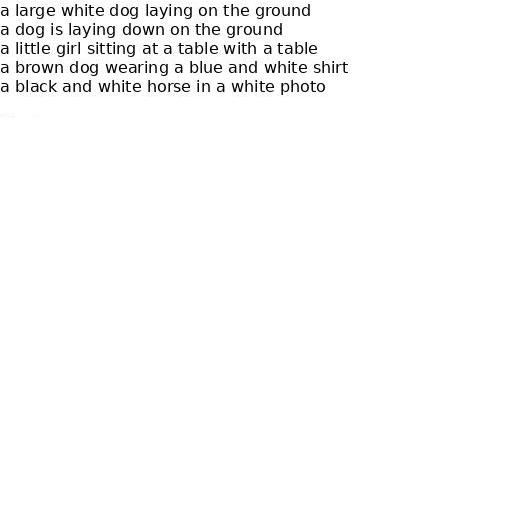 a large white dog laying on the ground
a dog is laying down on the ground
a little girl sitting at a table with a table
a brown dog wearing a blue and white shirt
a black and white horse in a white photo